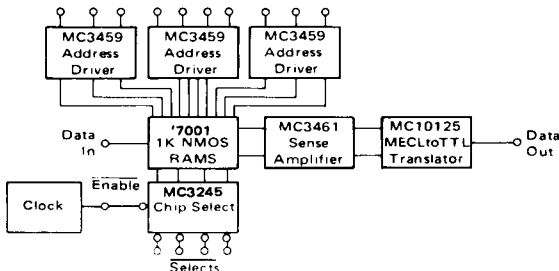 MC3459
Address
Driver
MC3459
Address
Driver
MC3459
Address
Driver
Data
In
'7001
1K NMOS
RAMS
MC3461
Sense
Amplifier
MC10125
MECLtoTTL
Translator
Data
Out
Clock
Enable
MC3245
Chip Select
Selects